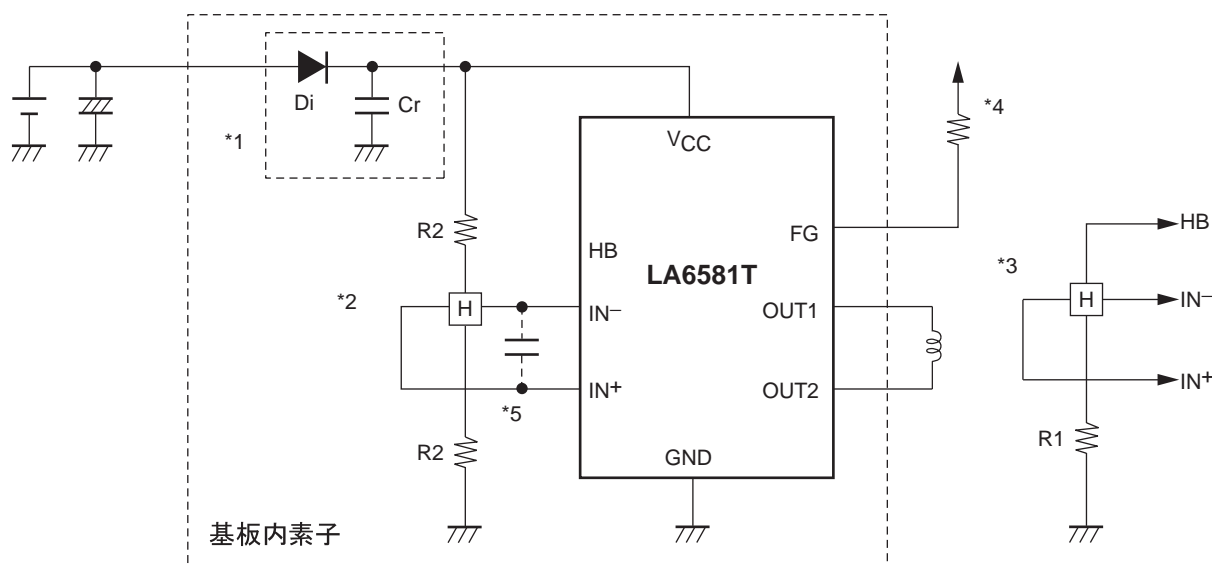 Di
Cr
*1
*4
VCC
R2
HB
FG
HB
LA6581T
*3
*2
H
IN−
OUT1
H
IN−
IN+
OUT2
IN+
*5
R2
R1
GND
基板内素子